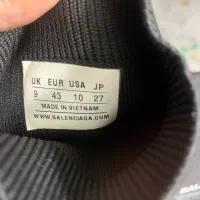 UK EUR USA JP
9 43 10 27
MADE IN VIETNAM
WWW.BALENCIAGA.COM